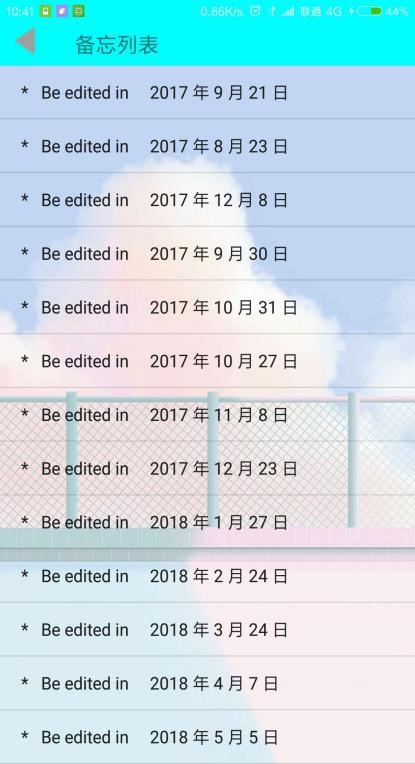 10:41 0.86K/s 联通 4G 44%
备忘列表
* Be edited in 2017 年 9 月 21 日
* Be edited in 2017 年 8 月 23 日
* Be edited in 2017 年 12 月 8 日
* Be edited in 2017 年 9 月 30 日
* Be edited in 2017 年 10 月 31 日
* Be edited in 2017 年 10 月 27 日
* Be edited in 2017 年 11 月 8 日
* Be edited in 2017 年 12 月 23 日
* Be edited in 2018 年 1 月 27 日
* Be edited in 2018 年 2 月 24 日
* Be edited in 2018 年 3 月 24 日
* Be edited in 2018 年 4 月 7 日
* Be edited in 2018 年 5 月 5 日